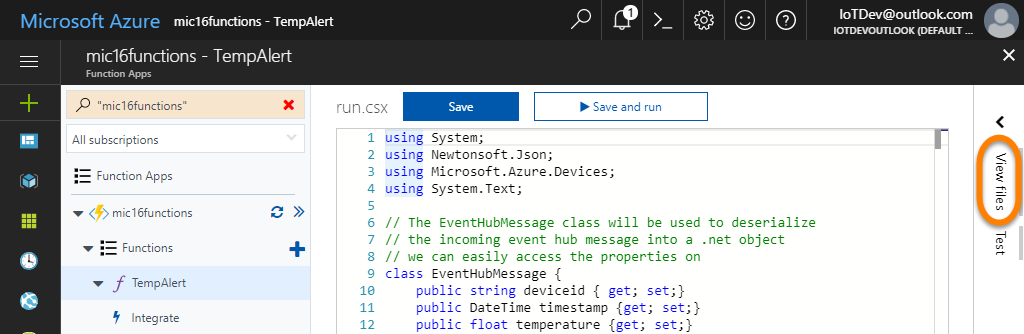 Microsoft Azure mic16functions - TempAlert
1
IoTDev@outlook.com
IOTDEVOUTLOOK (DEFAULT ...
mic16functions - TempAlert
Function Apps
"mic16functions"
All subscriptions
Function Apps
mic16functions
Functions
TempAlert
Integrate
run.csx
Save
Save and run
1 using System;
2 using Newtonsoft.Json;
3 using Microsoft.Azure.Devices;
4 using System.Text;
5
6 // The EventHubMessage class will be used to deserialize
7 // the incoming event hub message into a .net object
8 // we can easily access the properties on
9 class EventHubMessage {
10 public string deviceid { get; set;}
11 public DateTime timestamp {get; set;}
12 public float temperature {get; set;}
View files
Test